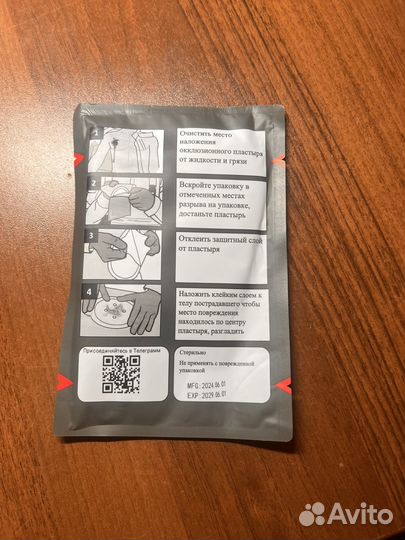 1
Очистить место
наложения
окклюзионного пластыря
от жидкости и грязи
2
Вскройте упаковку в
отмеченных местах
разрыва на упаковке,
достаньте пластырь
3
Отклеить защитный слой
от пластыря
4
Наложить клейким слоем к
телу пострадавшего чтобы
место повреждения
находилось по центру
пластыря, разгладить
Присоединяйтесь в Телеграмм
Стерильно
Не применять с поврежденной
упаковкой
MFG: 2024.06.01
EXP: 2029.06.01
Avito